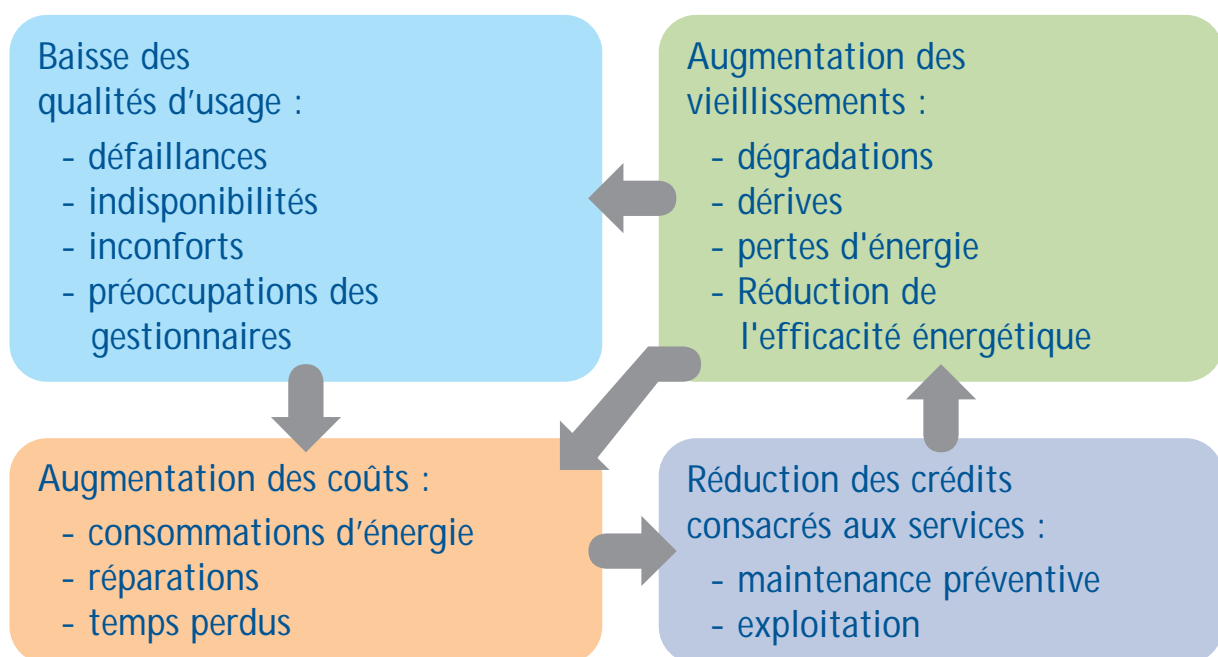 Baisse des
qualités d’usage :
- défaillances
- indisponibilités
- inconforts
- préoccupations des
gestionnaires
Augmentation des
vieillissements :
- dégradations
- dérives
- pertes d'énergie
- Réduction de
l'efficacité énergétique
Augmentation des coûts :
- consommations d’énergie
- réparations
- temps perdus
Réduction des crédits
consacrés aux services :
- maintenance préventive
- exploitation